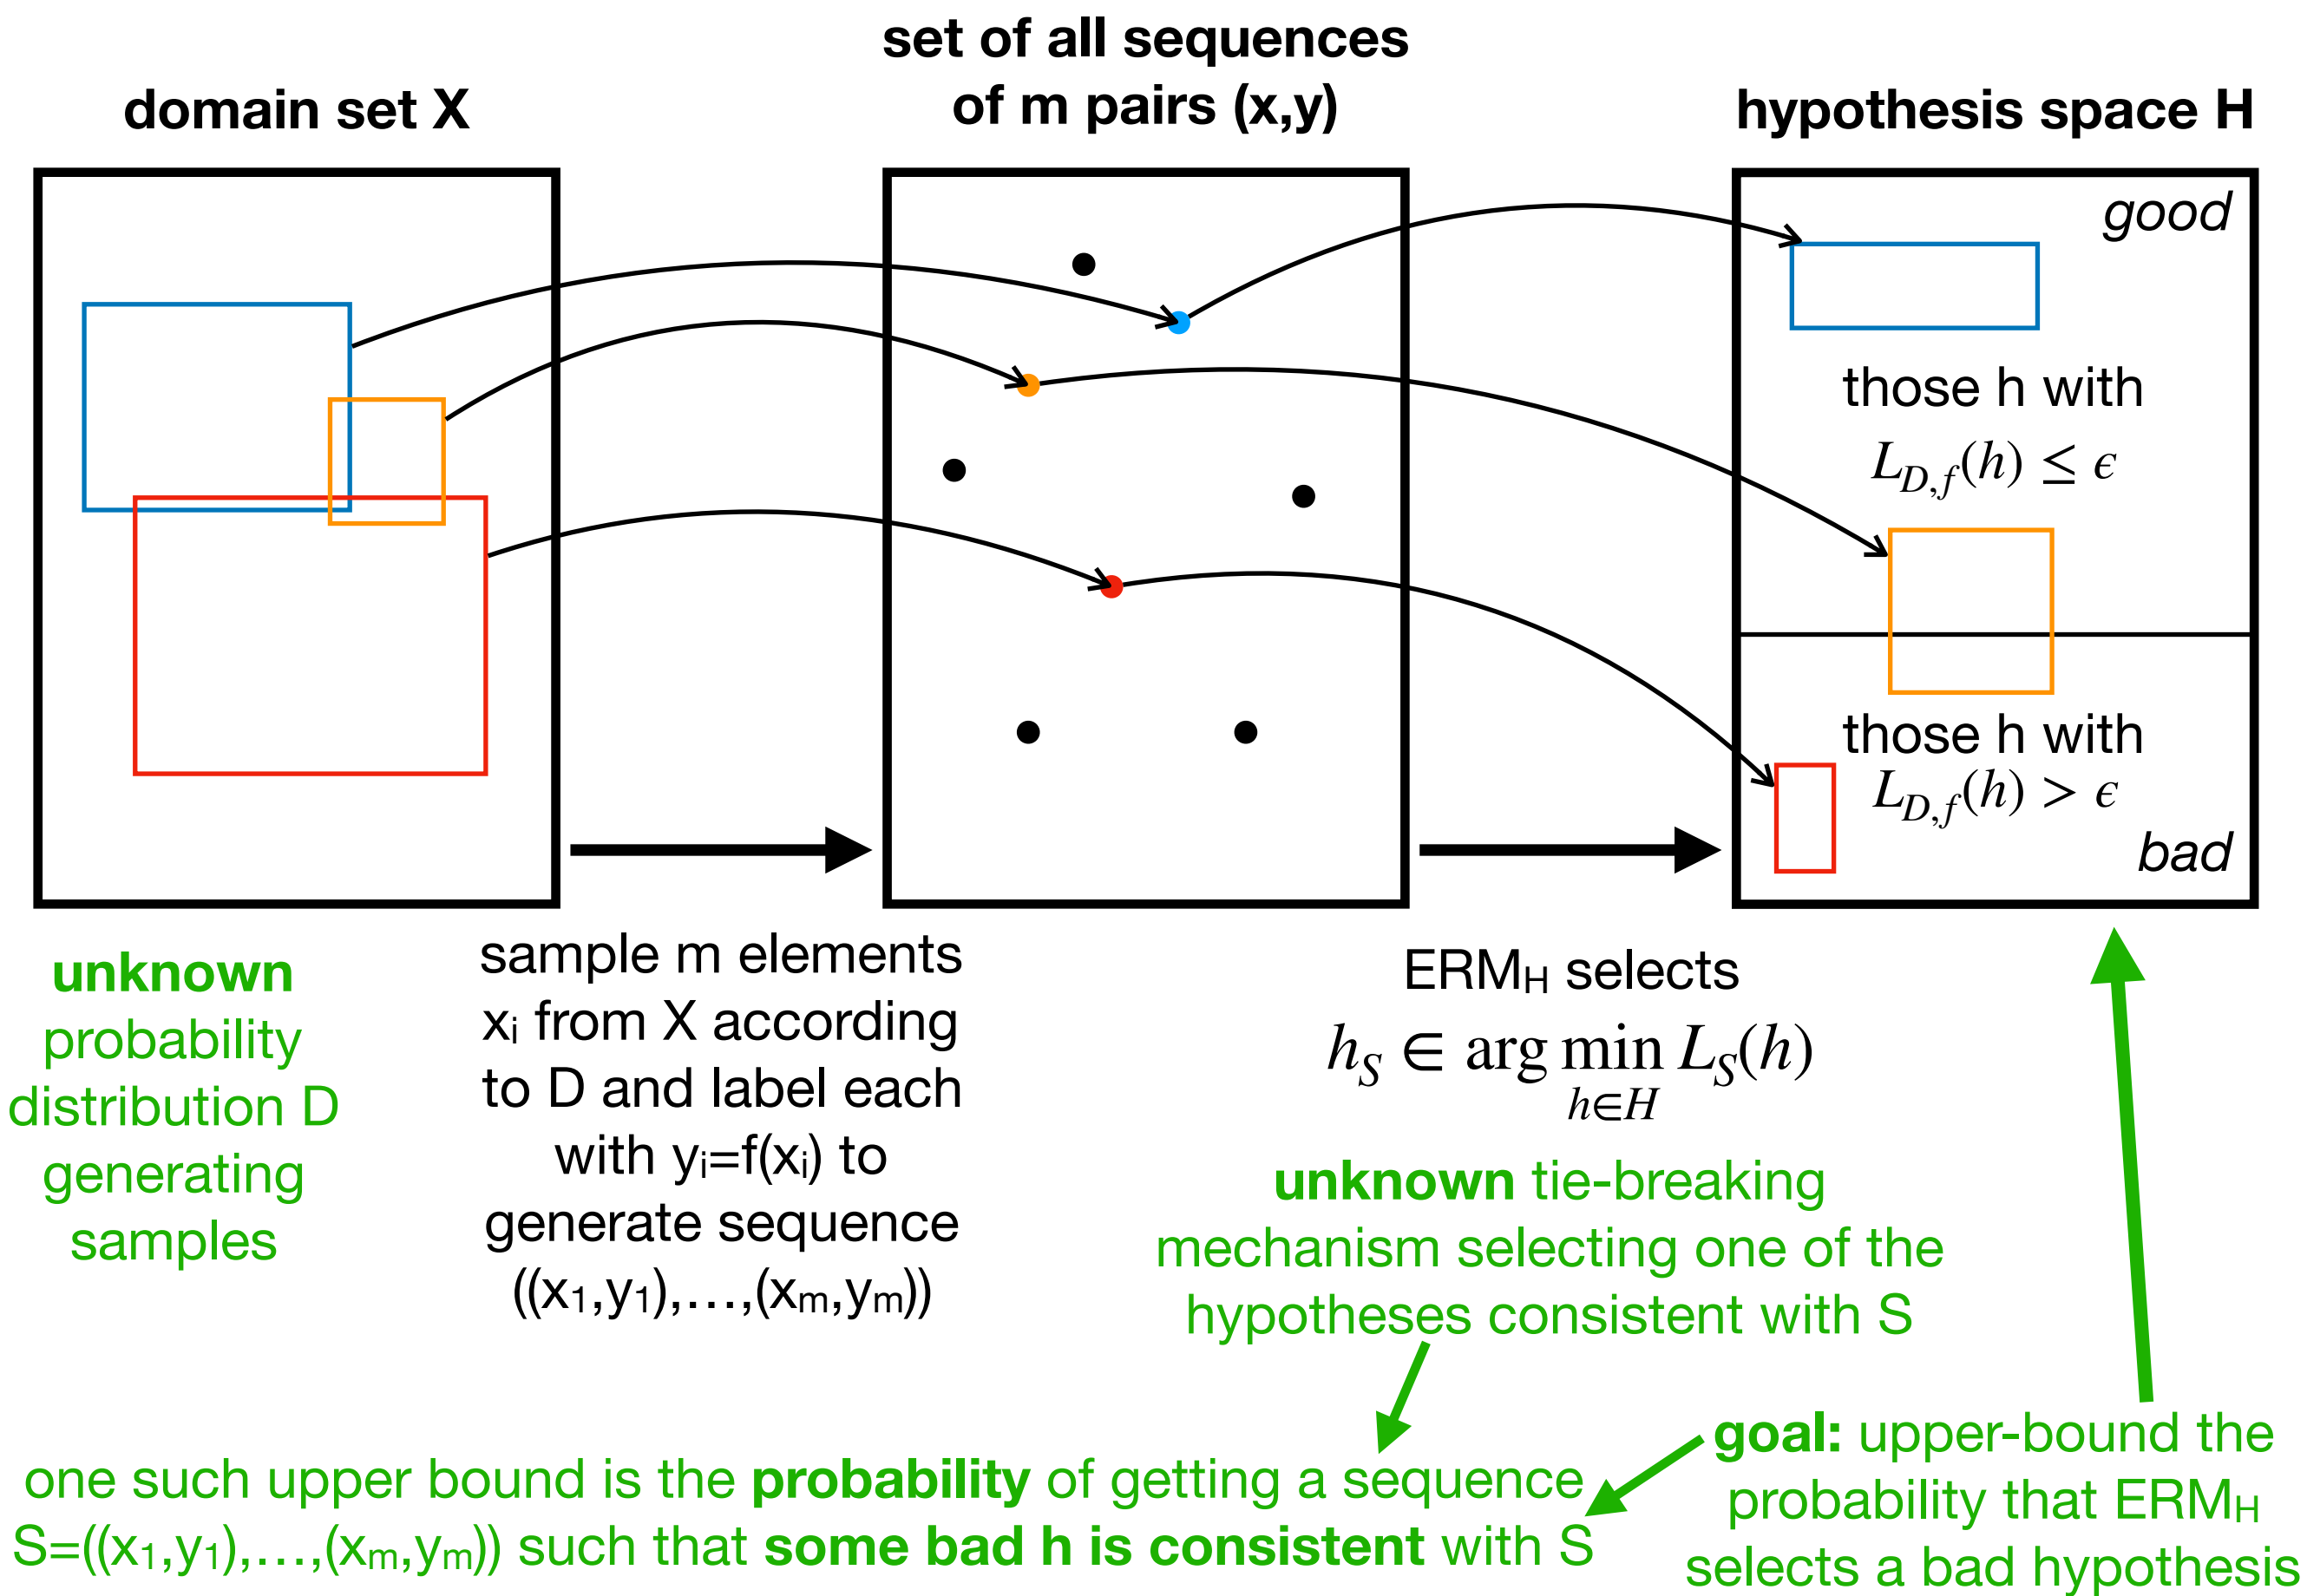 set of all sequences
of m pairs (x,y)
domain set X
hypothesis space H
good
those h with
L_{D,f}(h) ≤ ϵ
those h with
L_{D,f}(h) > ϵ
bad
unknown
probability
distribution D
generating
samples
sample m elements
xᵢ from X according
to D and label each
with yᵢ=f(xᵢ) to
generate sequence
((x₁,y₁),…,(xₘ,yₘ))
ERM_H selects
h_S ∈ arg min L_S(h)
h∈H
unknown tie-breaking
mechanism selecting one of the
hypotheses consistent with S
goal: upper-bound the
probability that ERM_H
selects a bad hypothesis
one such upper bound is the probability of getting a sequence
S=((x₁,y₁),…,(xₘ,yₘ)) such that some bad h is consistent with S